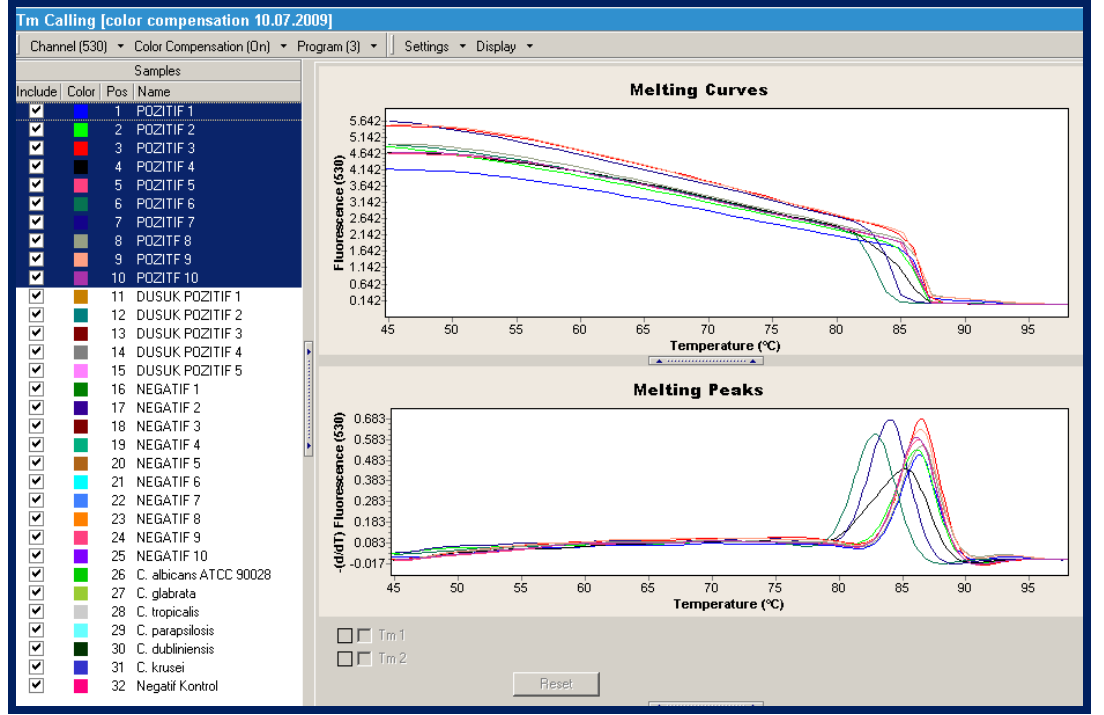 Tm Calling [color compensation 10.07.2009]
Channel (530) Color Compensation (On) Program (3) Settings Display
Samples
Include Color Pos Name
1 POZITIF 1
2 POZITIF 2
3 POZITIF 3
4 POZITIF 4
5 POZITIF 5
6 POZITIF 6
7 POZITIF 7
8 POZITF 8
9 POZITF 9
10 POZITF 10
11 DUSUK POZITIF 1
12 DUSUK POZITIF 2
13 DUSUK POZITIF 3
14 DUSUK POZITIF 4
15 DUSUK POZITIF 5
16 NEGATIF 1
17 NEGATIF 2
18 NEGATIF 3
19 NEGATIF 4
20 NEGATIF 5
21 NEGATIF 6
22 NEGATIF 7
23 NEGATIF 8
24 NEGATIF 9
25 NEGATIF 10
26 C. albicans ATCC 90028
27 C. glabrata
28 C. tropicalis
29 C. parapsilosis
30 C. dubliniensis
31 C. krusei
32 Negatif Kontrol
Melting Curves
Fluorescence (530)
5.642
5.142
4.642
4.142
3.642
3.142
2.642
2.142
1.642
1.142
0.642
0.142
45 50 55 60 65 70 75 80 85 90 95
Temperature (°C)
Melting Peaks
-(d/dT) Fluorescence (530)
0.683
0.583
0.483
0.383
0.283
0.183
0.083
-0.017
45 50 55 60 65 70 75 80 85 90 95
Temperature (°C)
Tm 1
Tm 2
Reset